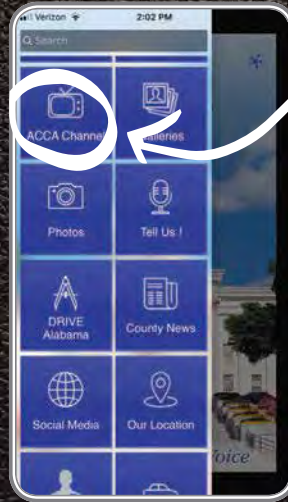 Verizon 2:02 PM
Search
ACCA Channel Galleries
Photos Tell Us !
DRIVE
Alabama County News
Social Media Our Location
Voice